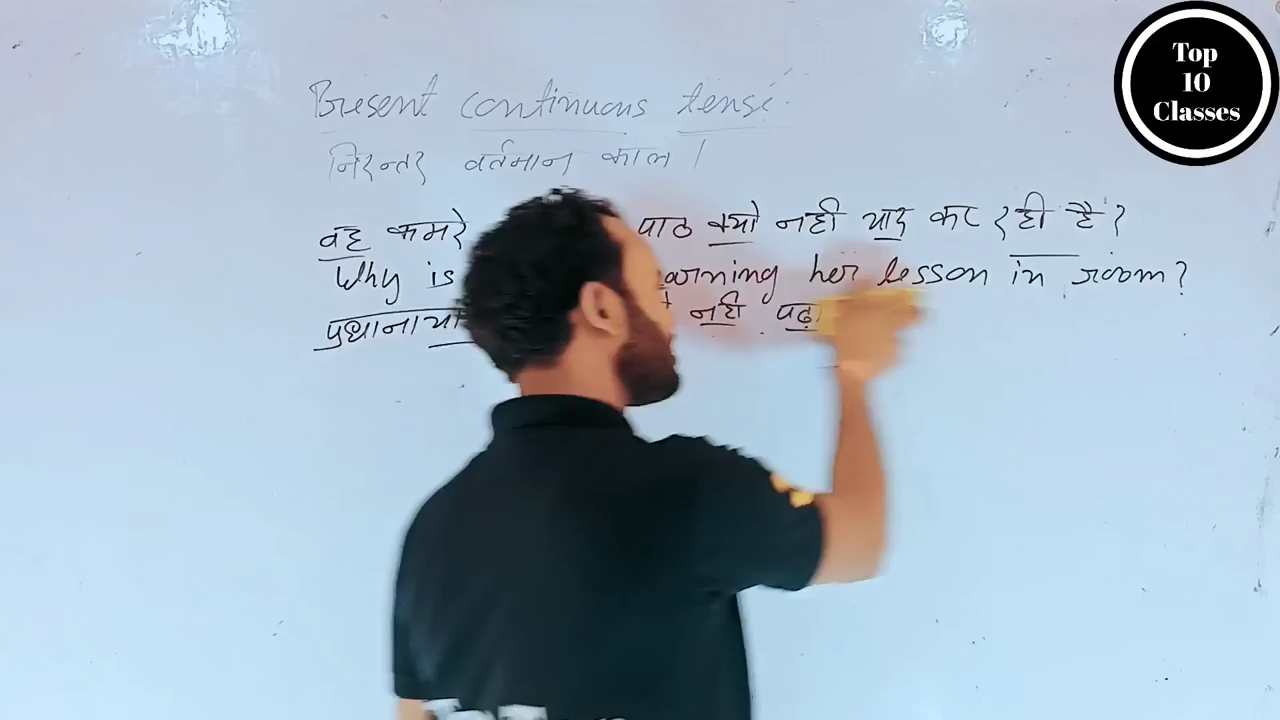 Present continuous tense.
निरन्तर वर्तमान काल।
वह कमरे पाठ क्यो नही याद कर रही है?
Why is arning her lesson in room?
प्रधानाचा नही पढ़ा
Top
10
Classes